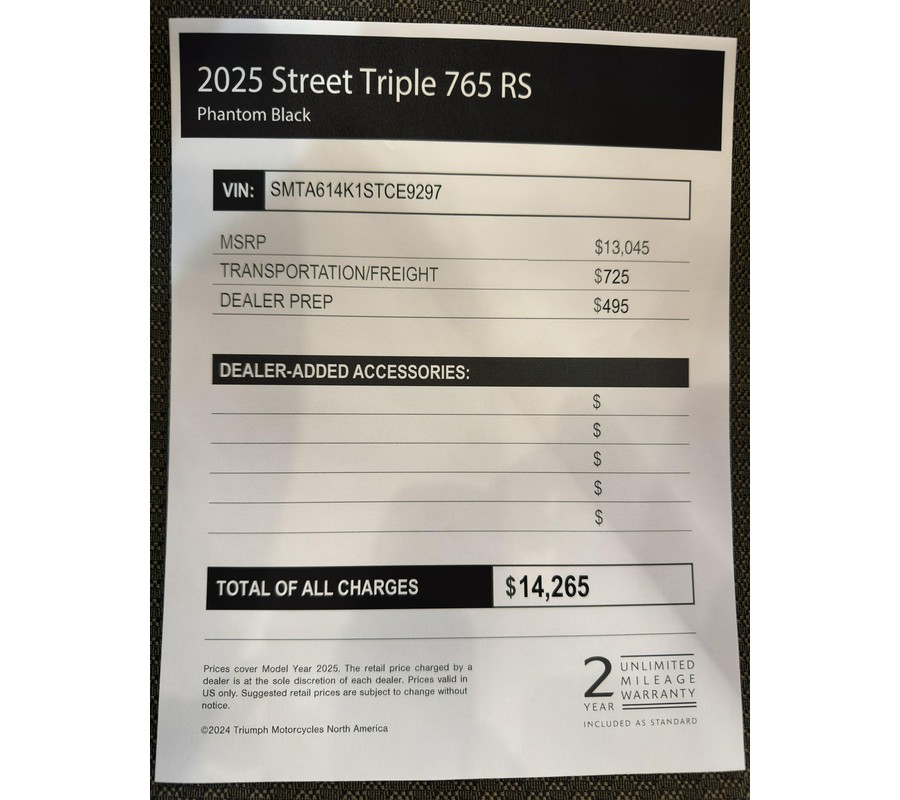 2025 Street Triple 765 RS
Phantom Black
VIN: SMTA614K1STCE9297
MSRP $13,045
TRANSPORTATION/FREIGHT $725
DEALER PREP $495
DEALER-ADDED ACCESSORIES:
$
$
$
$
$
TOTAL OF ALL CHARGES $14,265
Prices cover Model Year 2025. The retail price charged by a
dealer is at the sole discretion of each dealer. Prices valid in
US only. Suggested retail prices are subject to change without
notice.
©2024 Triumph Motorcycles North America
2 YEAR
UNLIMITED
MILEAGE
WARRANTY
INCLUDED AS STANDARD